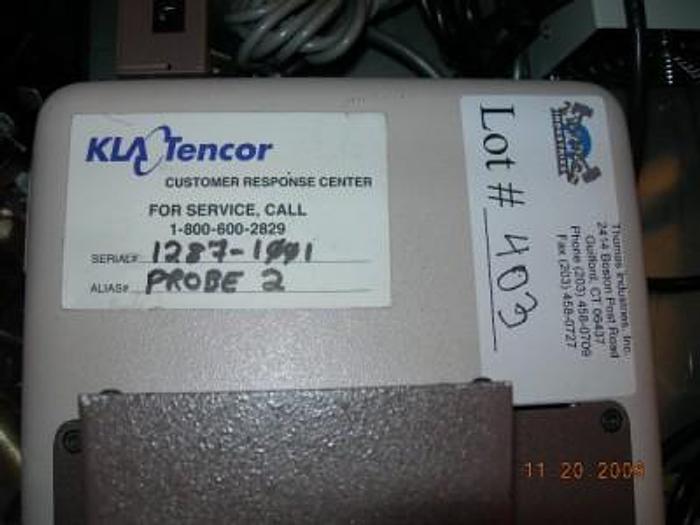 KLA Tencor
CUSTOMER RESPONSE CENTER
FOR SERVICE, CALL
1-800-600-2829
SERIAL# 1287-1001
ALIAS# PROBE 2
Lot # 403
Thomas Industries, Inc.
2414 Boston Post Road
Guilford, CT 06437
Phone (203) 458-0709
Fax (203) 458-0727
11 20 2009